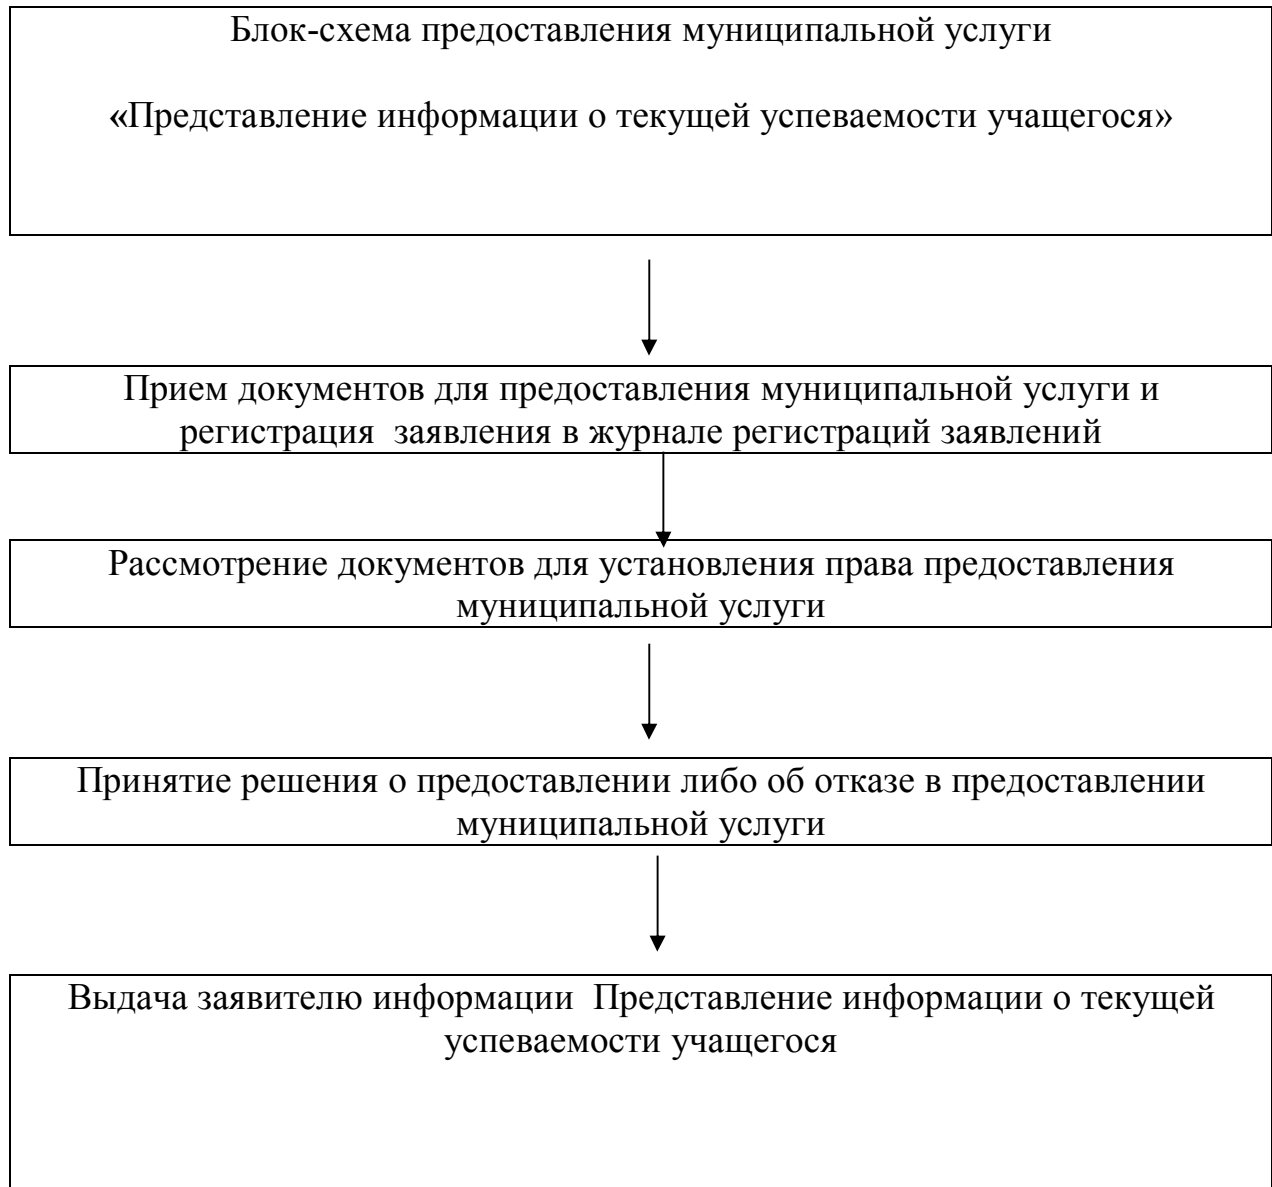 Блок-схема предоставления муниципальной услуги
«Представление информации о текущей успеваемости учащегося»
Прием документов для предоставления муниципальной услуги и
регистрация  заявления в журнале регистраций заявлений
Рассмотрение документов для установления права предоставления
муниципальной услуги
Принятие решения о предоставлении либо об отказе в предоставлении
муниципальной услуги
Выдача заявителю информации  Представление информации о текущей
успеваемости учащегося